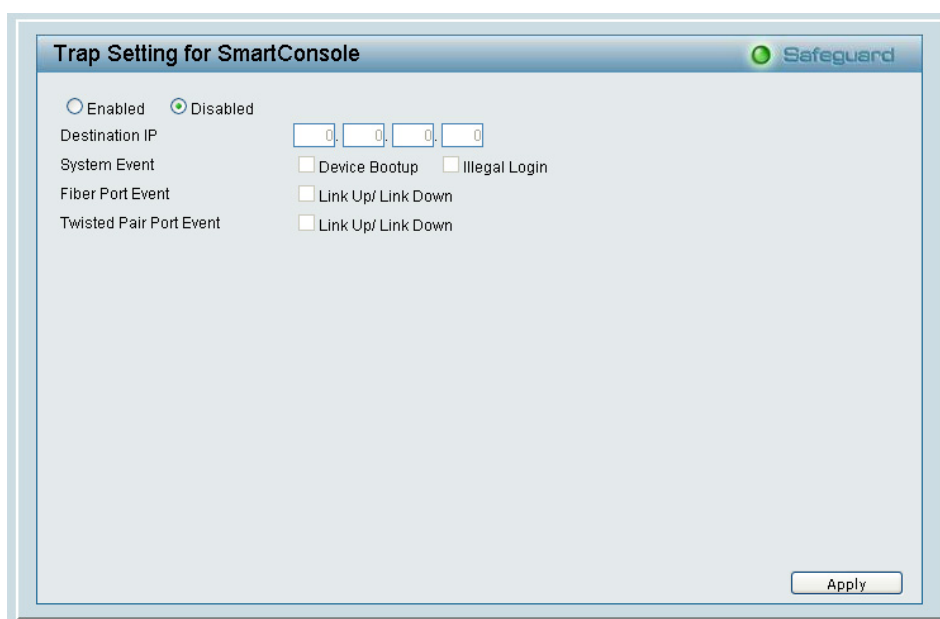 Trap Setting for SmartConsole Safeguard
Enabled Disabled
Destination IP 0. 0. 0. 0
System Event Device Bootup Illegal Login
Fiber Port Event Link Up/ Link Down
Twisted Pair Port Event Link Up/ Link Down
Apply